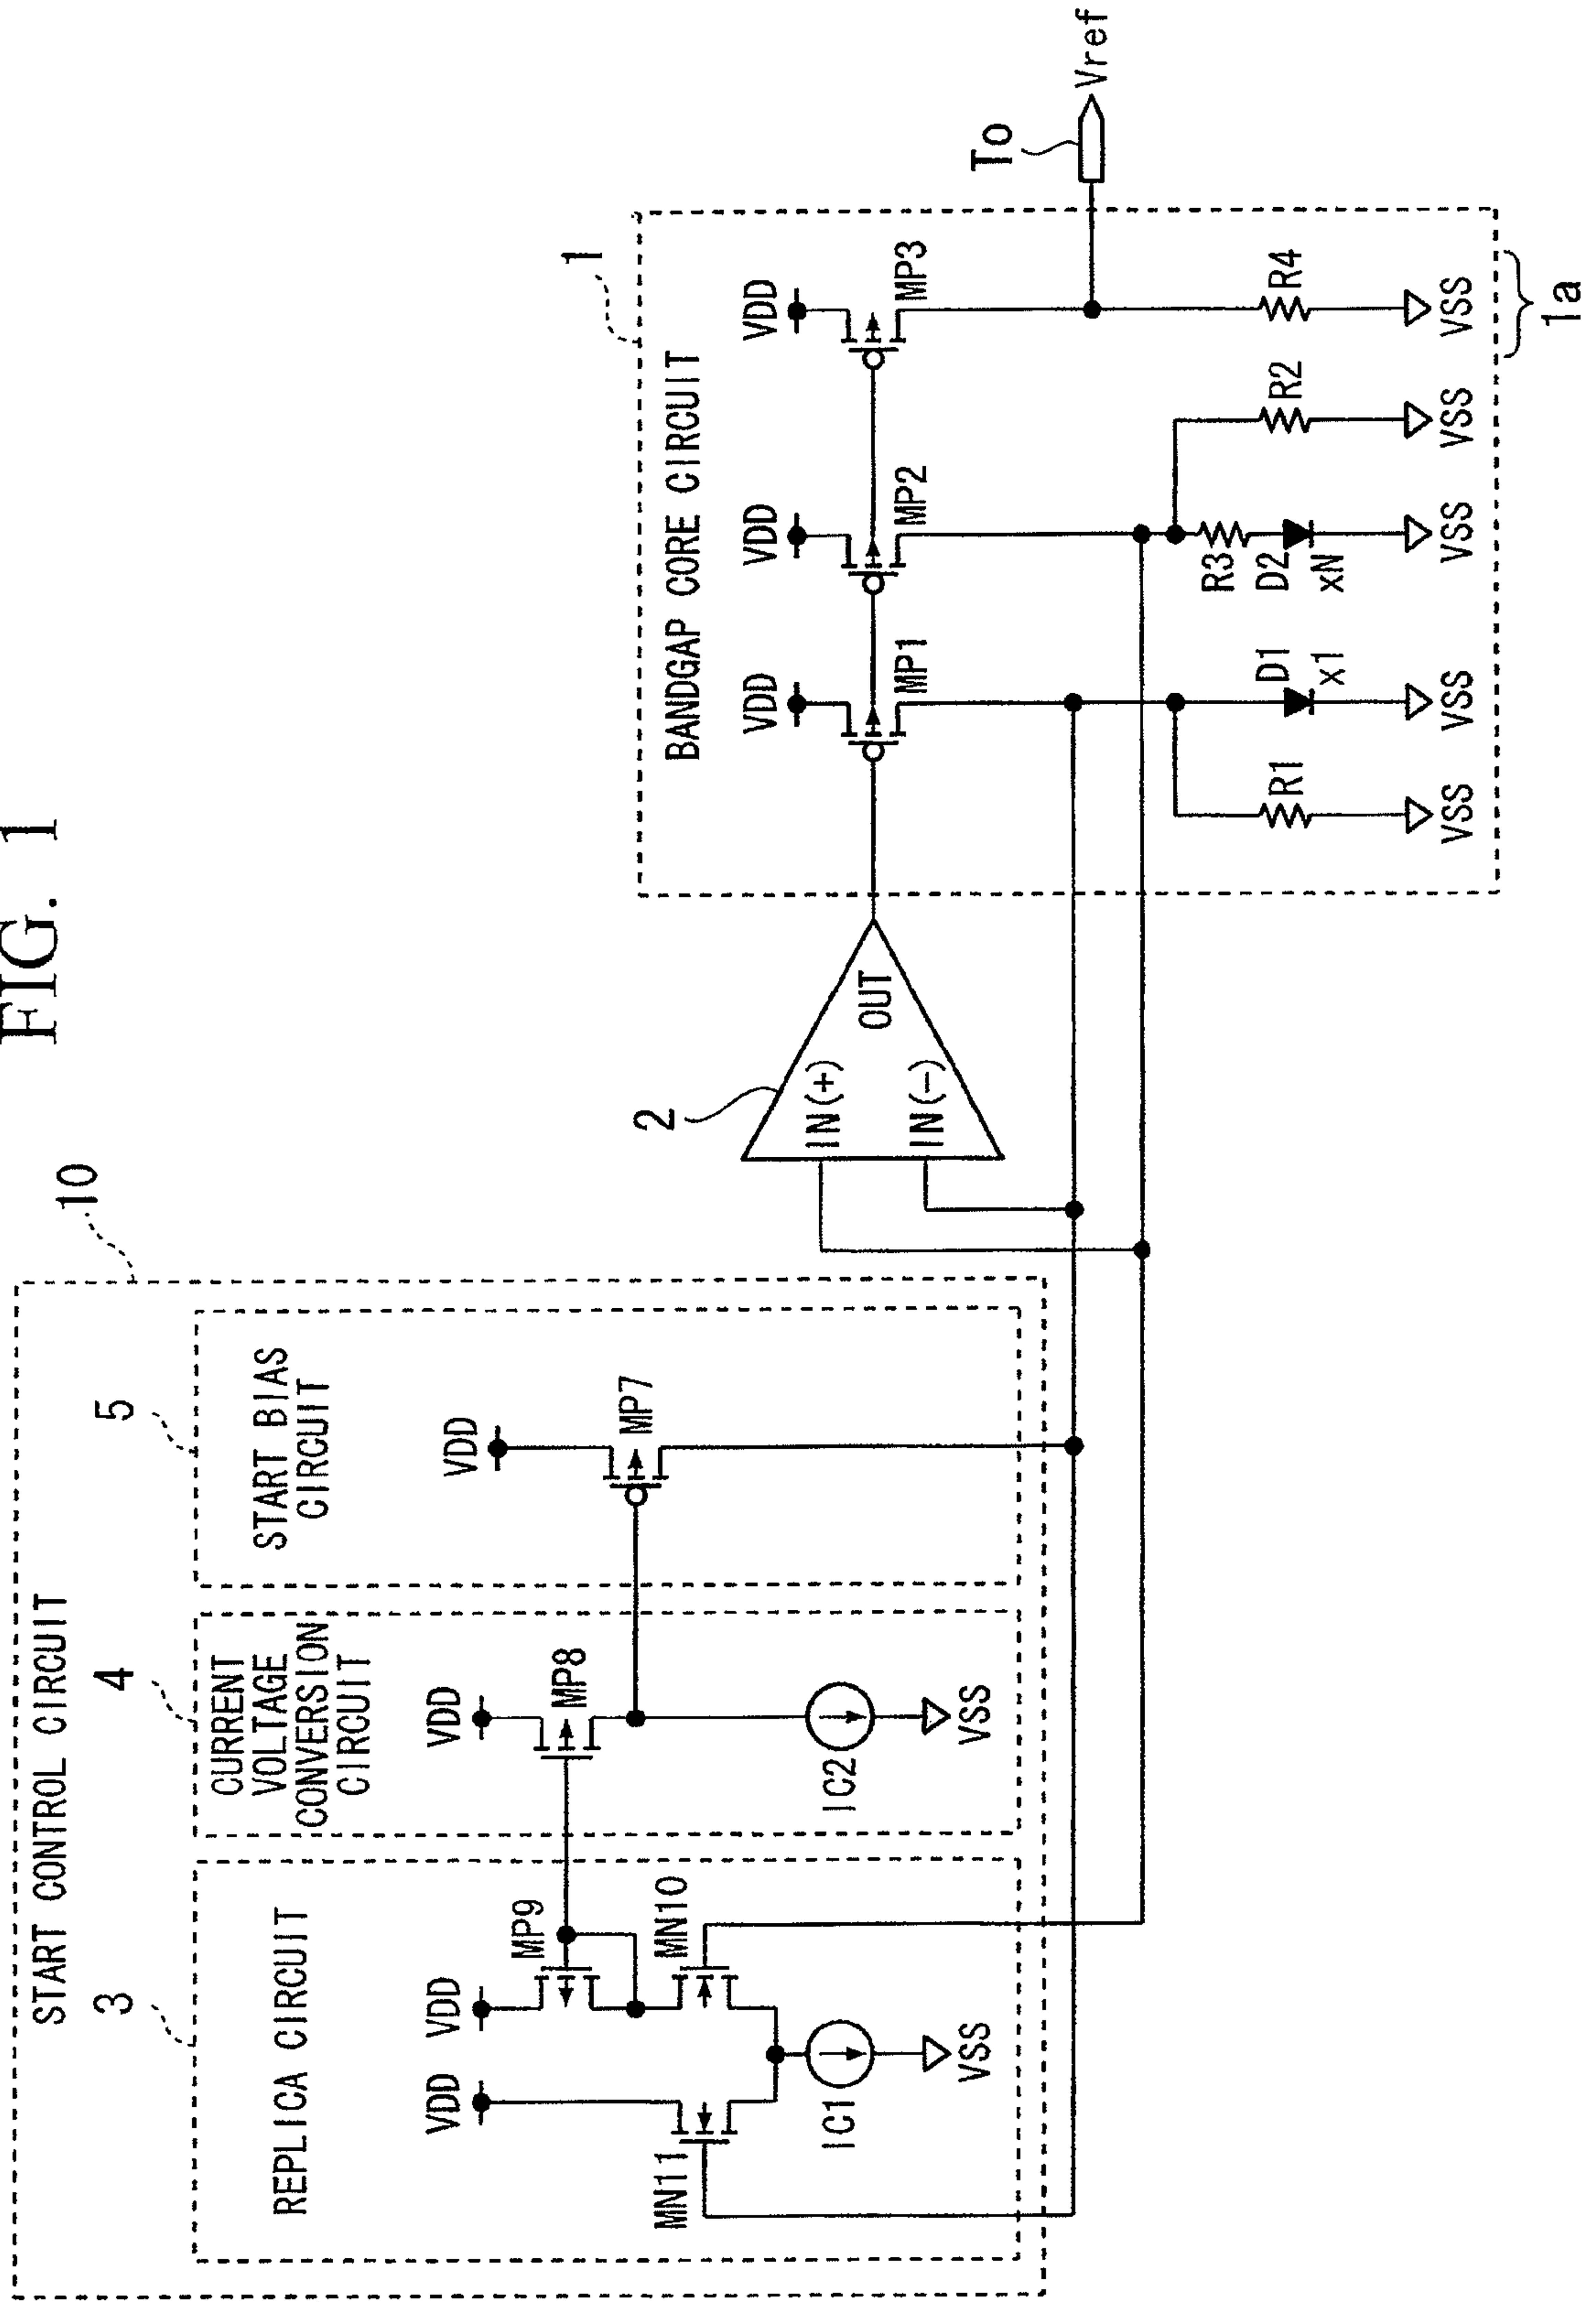 FIG. 1
START CONTROL CIRCUIT
10
3
REPLICA CIRCUIT
VDD
VDD
MP9
MN11
MN10
IC1
VSS
4
CURRENT
VOLTAGE
CONVERSION
CIRCUIT
VDD
MP8
IC2
VSS
5
START BIAS
CIRCUIT
VDD
MP7
2
IN(+)
IN(-)
OUT
1
BANDGAP CORE CIRCUIT
VDD
VDD
VDD
MP1
MP2
MP3
R1
D1
x1
R3
D2
xN
R2
R4
VSS
VSS
VSS
VSS
VSS
1a
To
Vref